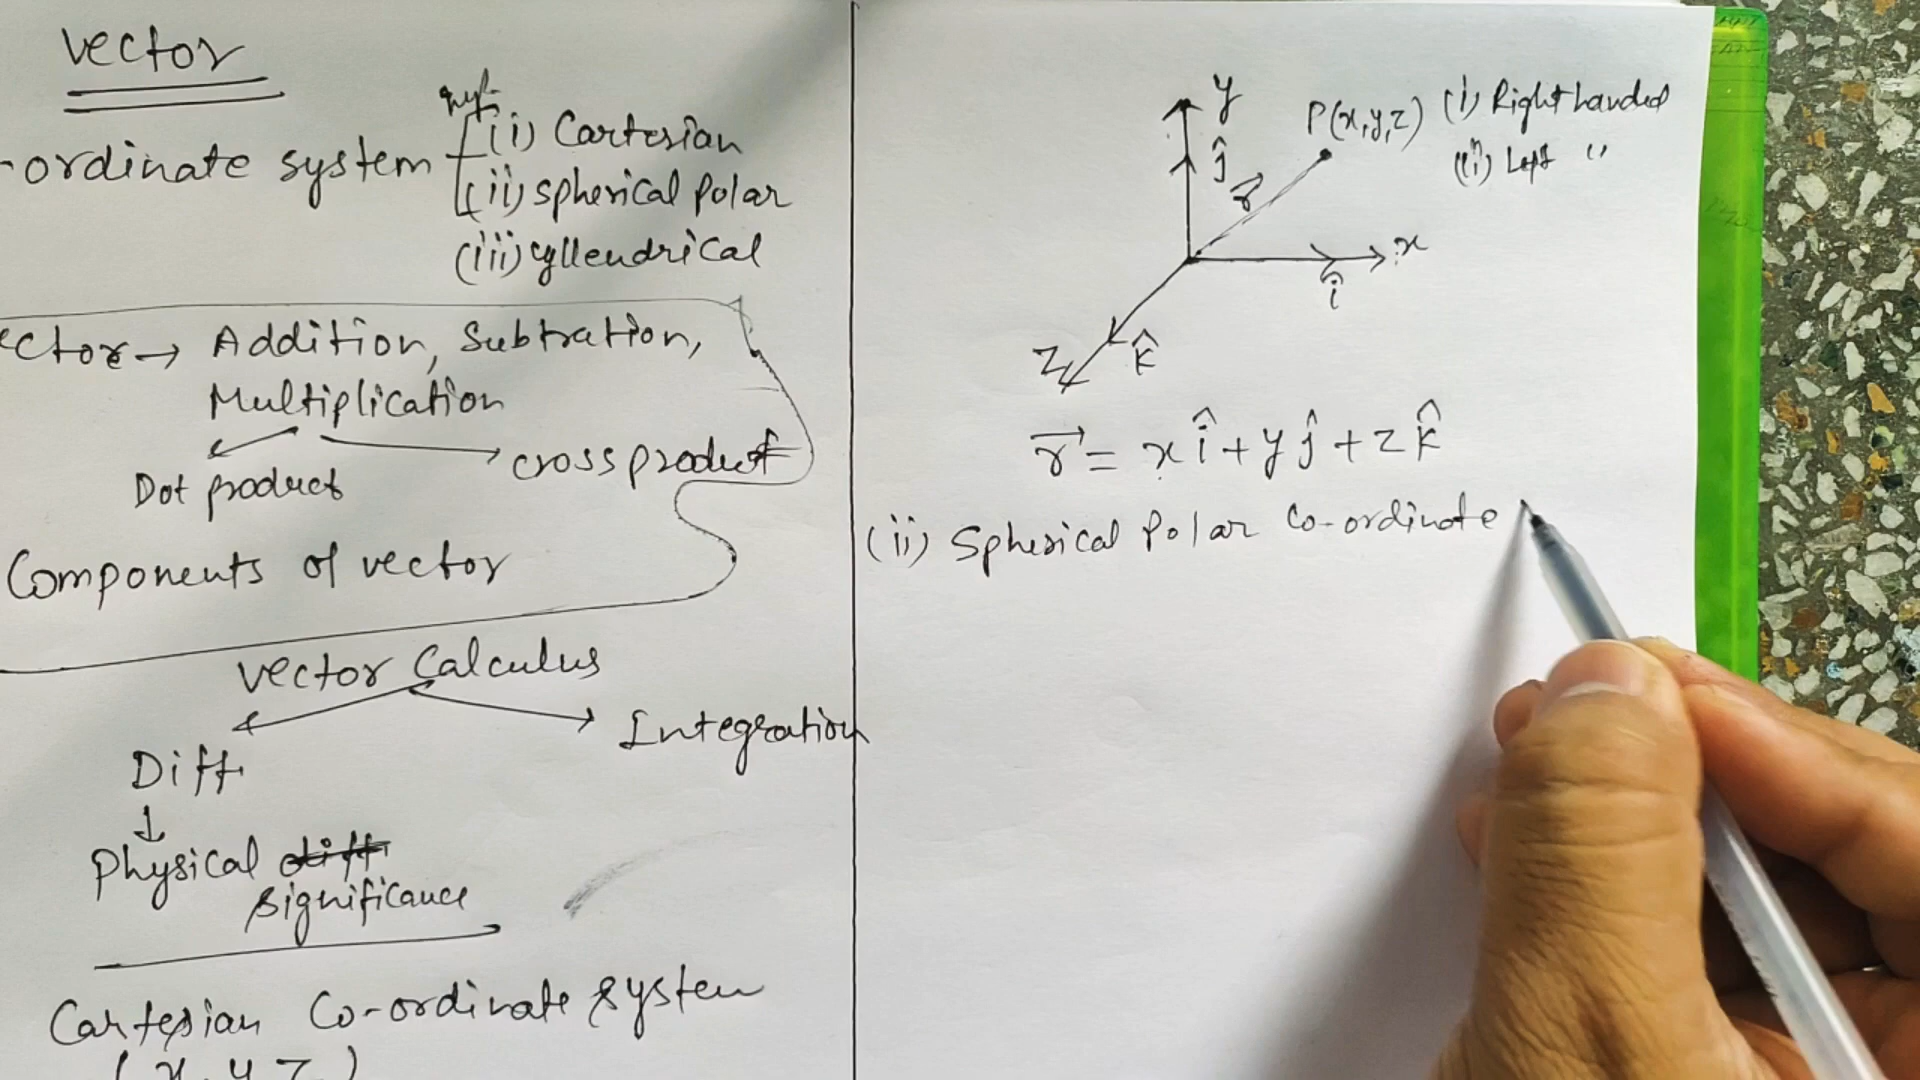 vector
-ordinate system
(i) Cartesian
(ii) spherical polar
(iii) cyllendrical
ector → Addition, Subtration,
Multiplication
Dot product
cross product
Components of vector
vector Calculus
Diff
Integration
Physical diff
significance
Cartesian Co-ordinate system
(x, y, z)
y
P(x,y,z)
(i) Right handed
(ii) Left "
ĵ
r⃗
x
î
z
k̂
r⃗ = x î + y ĵ + z k̂
(ii) Spherical Polar Co-ordinate